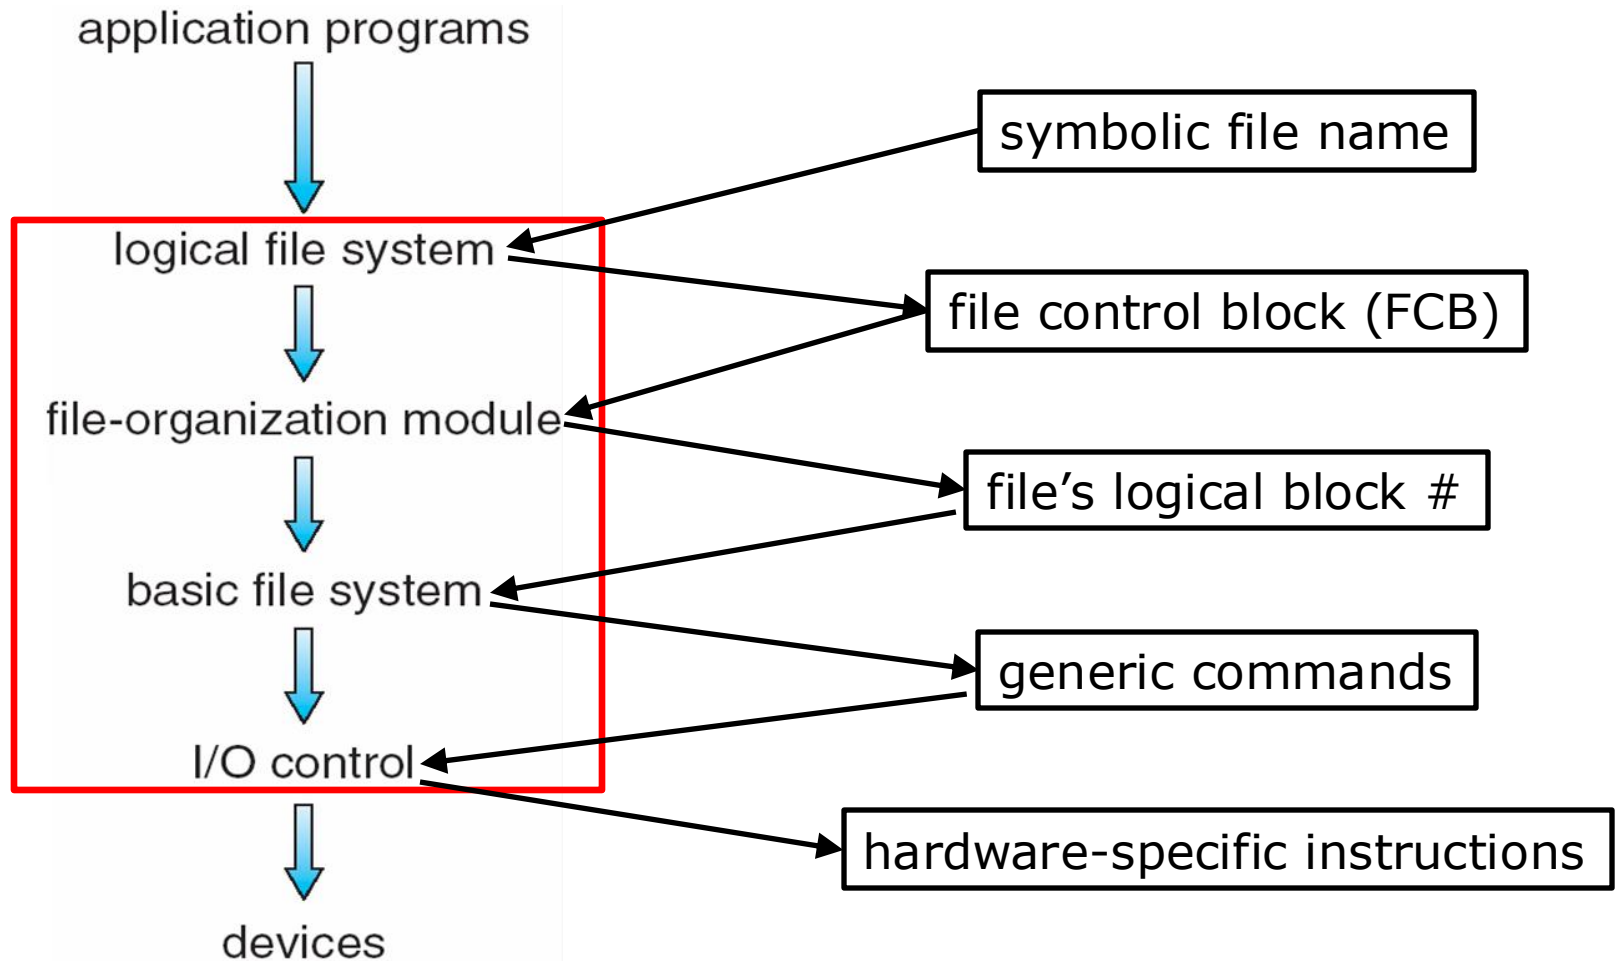 application programs
symbolic file name
logical file system
file control block (FCB)
file-organization module
file’s logical block #
basic file system
generic commands
I/O control
hardware-specific instructions
devices